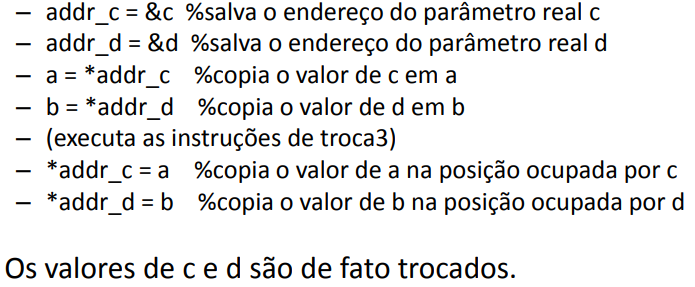 – addr_c = &c %salva o endereço do parâmetro real c
– addr_d = &d %salva o endereço do parâmetro real d
– a = *addr_c %copia o valor de c em a
– b = *addr_d %copia o valor de d em b
– (executa as instruções de troca3)
– *addr_c = a %copia o valor de a na posição ocupada por c
– *addr_d = b %copia o valor de b na posição ocupada por d
Os valores de c e d são de fato trocados.